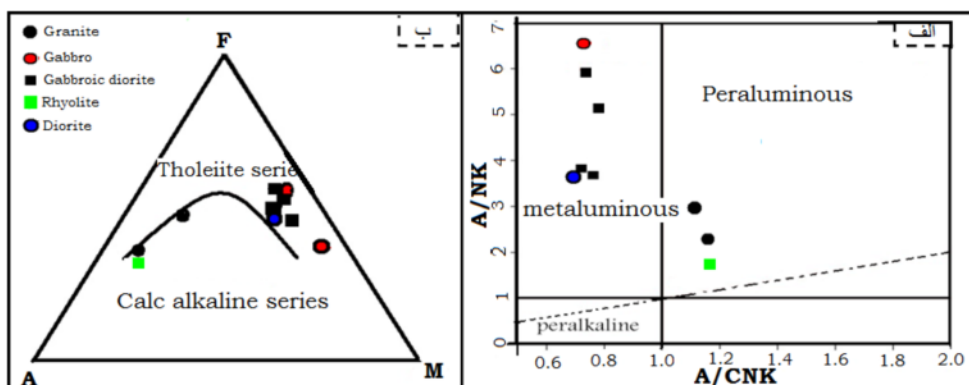 F
ب
Granite
Gabbro
Gabbroic diorite
Rhyolite
Diorite
Tholeiite serie
Calc alkaline series
A
M
الف
A/NK
7
6
5
4
3
2
1
0
Peraluminous
metaluminous
peralkaline
0.6
0.8
1.0
1.2
1.4
1.6
1.8
2.0
A/CNK